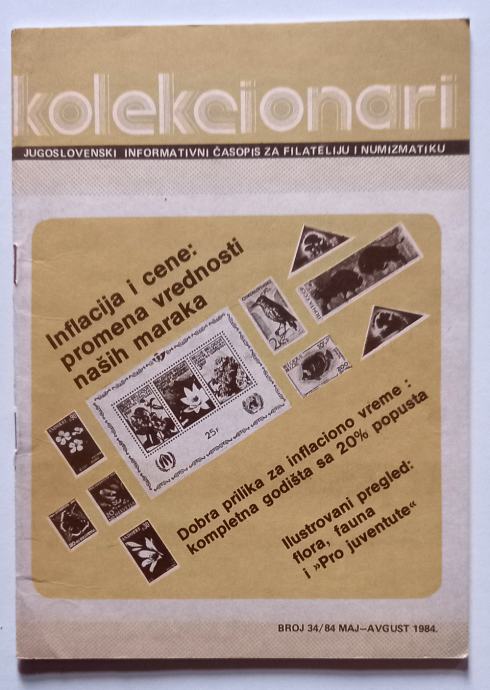 kolekcionari
JUGOSLOVENSKI INFORMATIVNI ČASOPIS ZA FILATELIJU I NUMIZMATIKU
Inflacija i cene:
promena vrednosti
naših maraka
25 F
Dobra prilika za inflaciono vreme :
kompletna godišta sa 20% popusta
Ilustrovani pregled:
flora, fauna
i »Pro juventute«
BROJ 34/84 MAJ—AVGUST 1984.